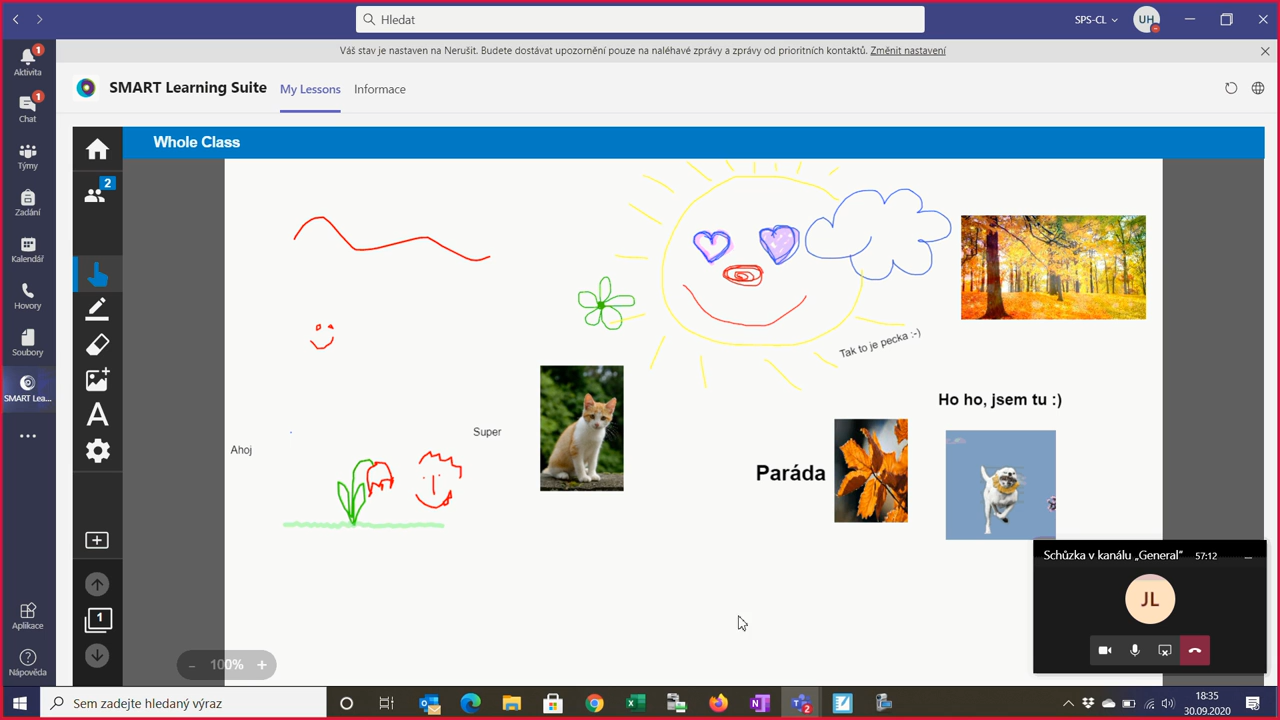 Hledat
SPS-CL
UH
Váš stav je nastaven na Nerušit. Budete dostávat upozornění pouze na naléhavé zprávy a zprávy od prioritních kontaktů. Změnit nastavení
1
Aktivita
1
Chat
Týmy
Zadání
Kalendář
Hovory
Soubory
SMART Lea...
Aplikace
Nápověda
SMART Learning Suite
My Lessons
Informace
Whole Class
2
A
1
Tak to je pecka :-)
Ho ho, jsem tu :)
Super
Ahoj
Paráda
Schůzka v kanálu „General“
57:12
JL
100%
Sem zadejte hledaný výraz
2
18:35
30.09.2020